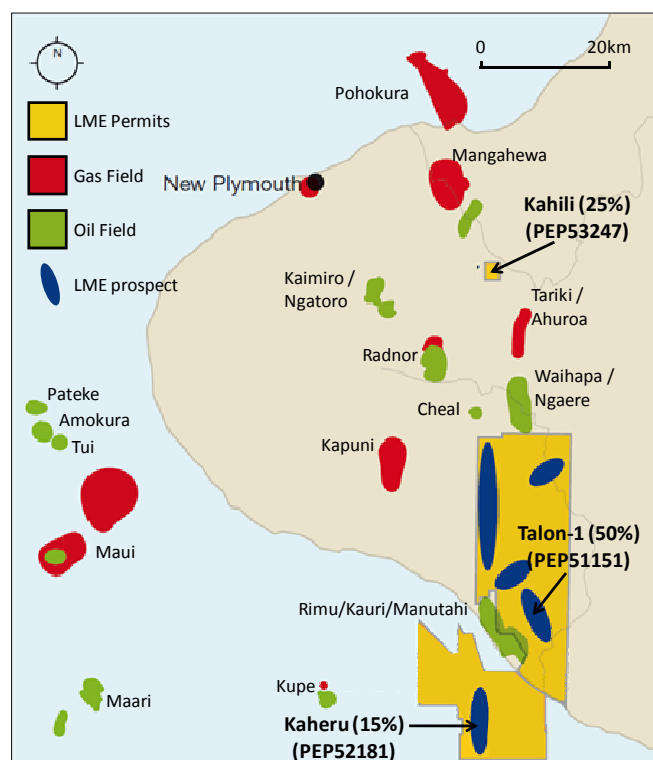 N
0 20km
LME Permits
Gas Field
Oil Field
LME prospect
Pohokura
Mangahewa
New Plymouth
Kahili (25%)
(PEP53247)
Kaimiro /
Ngatoro
Tariki /
Ahuroa
Radnor
Waihapa /
Ngaere
Pateke
Amokura
Tui
Cheal
Kapuni
Maui
Talon-1 (50%)
(PEP51151)
Rimu/Kauri/Manutahi
Maari
Kupe
Kaheru (15%)
(PEP52181)